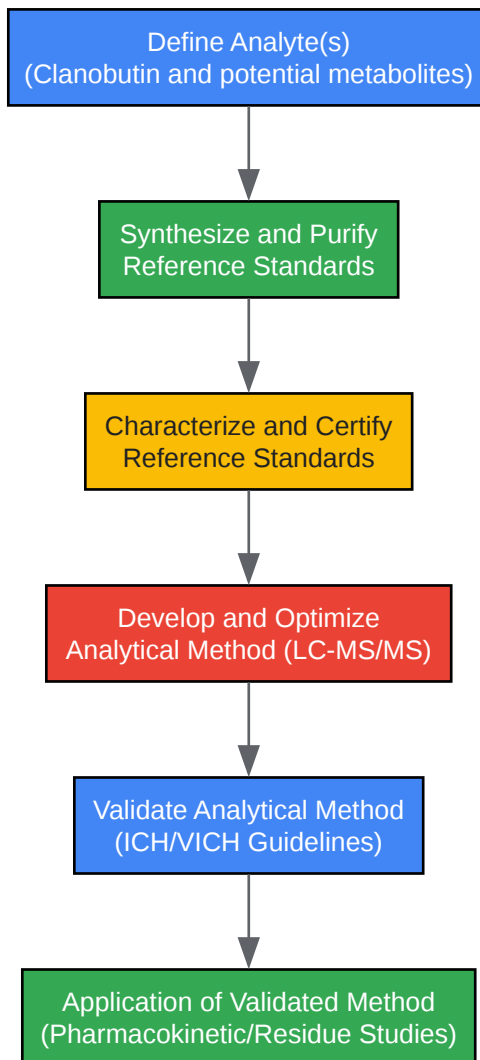 Define Analyte(s)
(Clanobutin and potential metabolites)
Synthesize and Purify
Reference Standards
Characterize and Certify
Reference Standards
Develop and Optimize
Analytical Method (LC-MS/MS)
Validate Analytical Method
(ICH/VICH Guidelines)
Application of Validated Method
(Pharmacokinetic/Residue Studies)